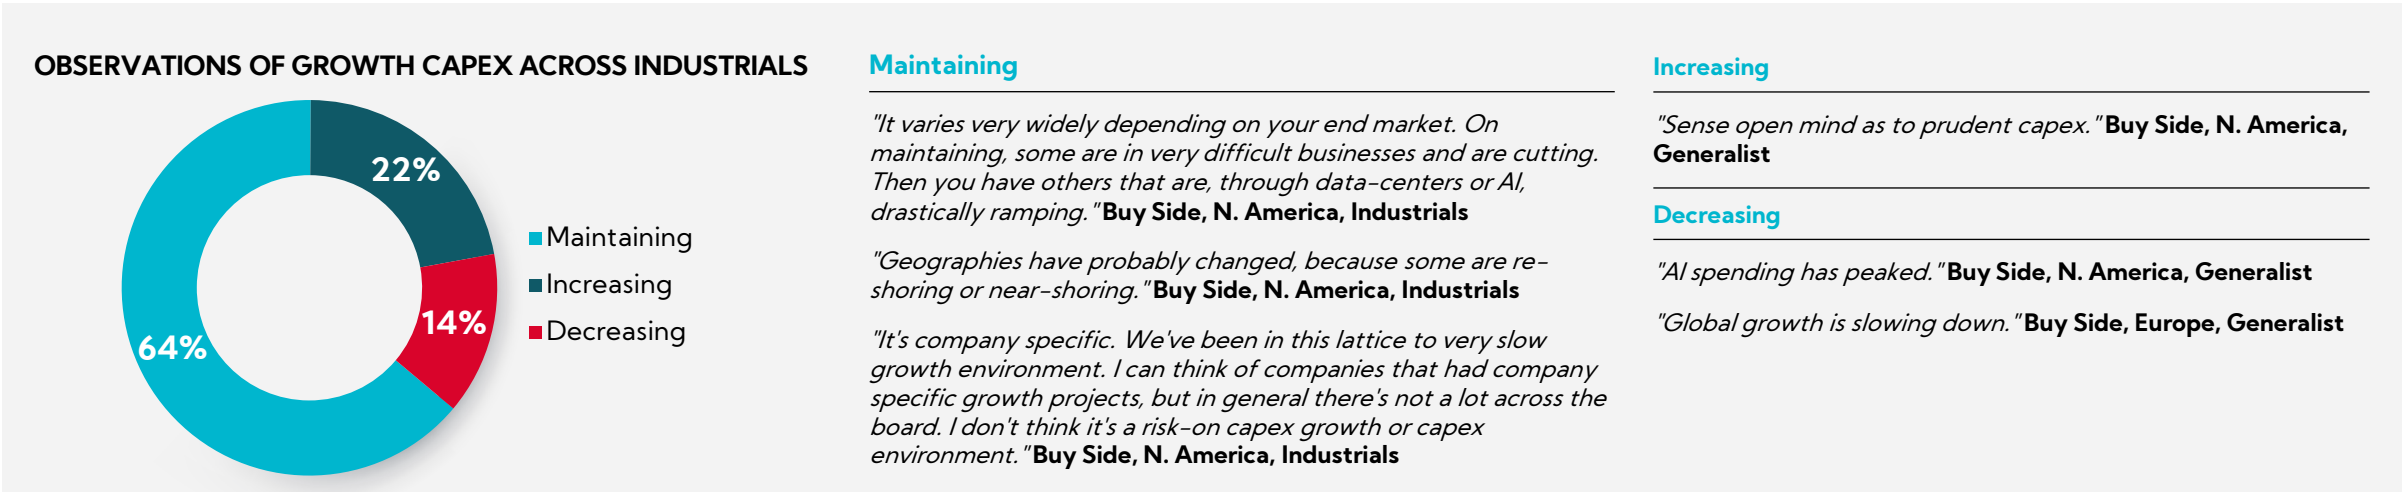 OBSERVATIONS OF GROWTH CAPEX ACROSS INDUSTRIALS
22%
14%
64%
Maintaining
Increasing
Decreasing
Maintaining
"It varies very widely depending on your end market. On
maintaining, some are in very difficult businesses and are cutting.
Then you have others that are, through data-centers or AI,
drastically ramping." Buy Side, N. America, Industrials
"Geographies have probably changed, because some are re-
shoring or near-shoring." Buy Side, N. America, Industrials
"It's company specific. We've been in this lattice to very slow
growth environment. I can think of companies that had company
specific growth projects, but in general there's not a lot across the
board. I don't think it's a risk-on capex growth or capex
environment." Buy Side, N. America, Industrials
Increasing
"Sense open mind as to prudent capex." Buy Side, N. America,
Generalist
Decreasing
"AI spending has peaked." Buy Side, N. America, Generalist
"Global growth is slowing down." Buy Side, Europe, Generalist